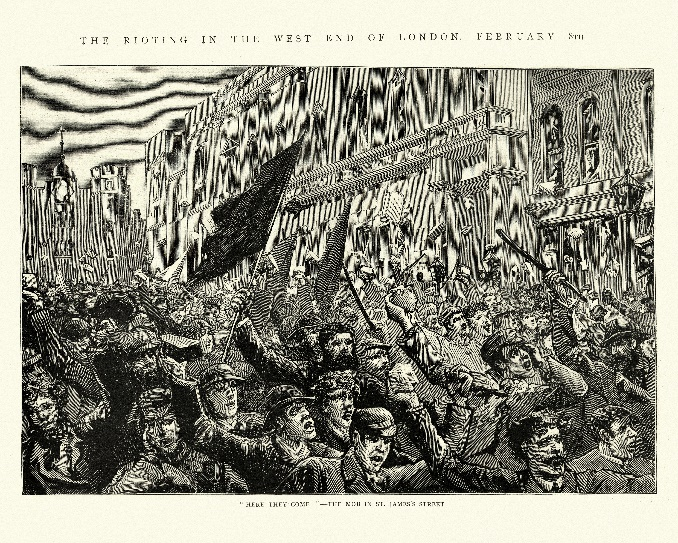 THE RIOTING IN THE WEST END OF LONDON, FEBRUARY 8TH
"HERE THEY COME!"—THE MOB IN ST. JAMES'S STREET